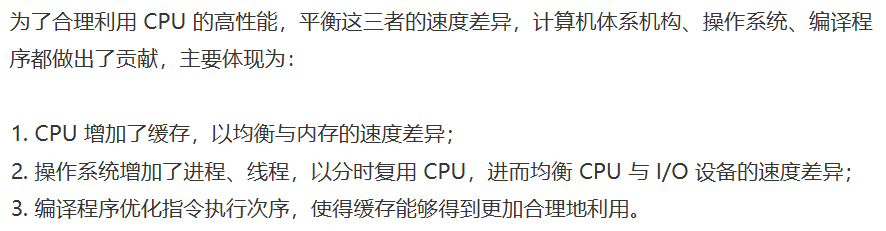 为了合理利用 CPU 的高性能，平衡这三者的速度差异，计算机体系机构、操作系统、编译程
序都做出了贡献，主要体现为：
1. CPU 增加了缓存，以均衡与内存的速度差异；
2. 操作系统增加了进程、线程，以分时复用 CPU，进而均衡 CPU 与 I/O 设备的速度差异；
3. 编译程序优化指令执行次序，使得缓存能够得到更加合理地利用。